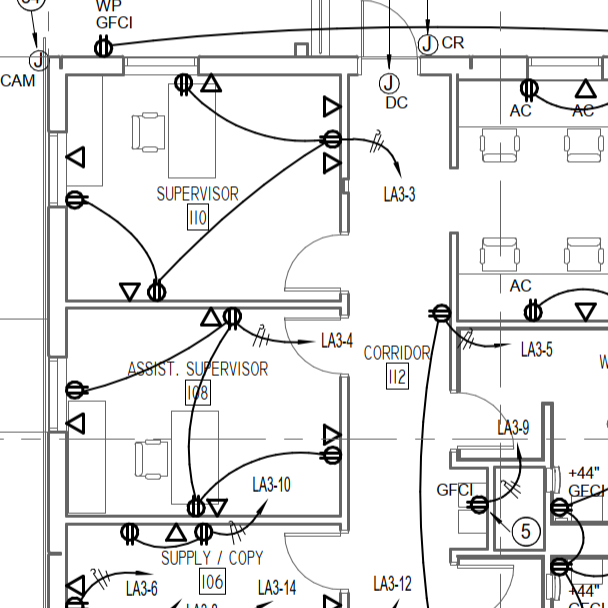 WP
GFCI
J
CR
J
CAM
J
DC
AC
AC
SUPERVISOR
110
LA3-3
AC
LA3-4
CORRIDOR
112
LA3-5
ASSIST. SUPERVISOR
108
LA3-9
LA3-10
GFCI
+44"
GFCI
5
SUPPLY / COPY
106
LA3-6
LA3-14
LA3-12
+44"